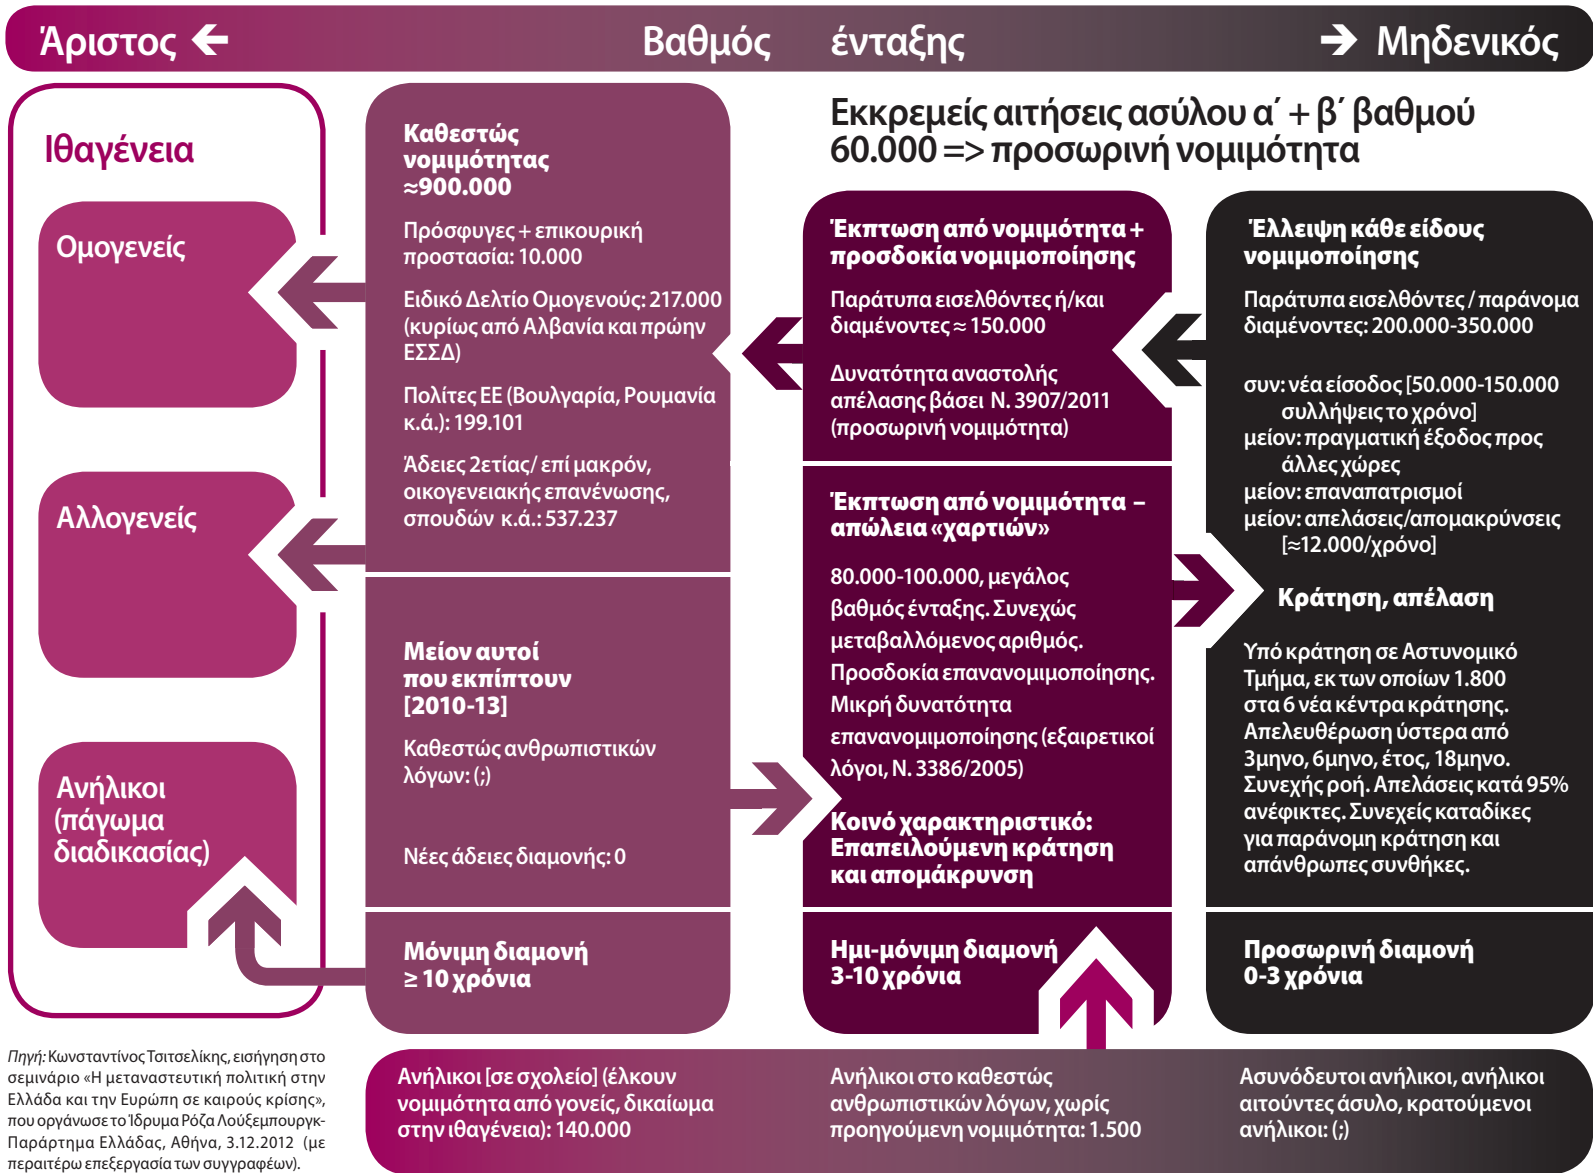 Άριστος ← Βαθμός ένταξης → Μηδενικός
Ιθαγένεια
Ομογενείς
Αλλογενείς
Ανήλικοι
(πάγωμα
διαδικασίας)
Καθεστώς
νομιμότητας
≈900.000
Πρόσφυγες + επικουρική
προστασία: 10.000
Ειδικό Δελτίο Ομογενούς: 217.000
(κυρίως από Αλβανία και πρώην
ΕΣΣΔ)
Πολίτες ΕΕ (Βουλγαρία, Ρουμανία
κ.ά.): 199.101
Άδειες 2ετίας/ επί μακρόν,
οικογενειακής επανένωσης,
σπουδών κ.ά.: 537.237
Μείον αυτοί
που εκπίπτουν
[2010-13]
Καθεστώς ανθρωπιστικών
λόγων: (;)
Νέες άδειες διαμονής: 0
Μόνιμη διαμονή
≥ 10 χρόνια
Εκκρεμείς αιτήσεις ασύλου α΄ + β΄ βαθμού
60.000 => προσωρινή νομιμότητα
Έκπτωση από νομιμότητα +
προσδοκία νομιμοποίησης
Παράτυπα εισελθόντες ή/και
διαμένοντες ≈ 150.000
Δυνατότητα αναστολής
απέλασης βάσει Ν. 3907/2011
(προσωρινή νομιμότητα)
Έκπτωση από νομιμότητα –
απώλεια «χαρτιών»
80.000-100.000, μεγάλος
βαθμός ένταξης. Συνεχώς
μεταβαλλόμενος αριθμός.
Προσδοκία επανανομιμοποίησης.
Μικρή δυνατότητα
επανανομιμοποίησης (εξαιρετικοί
λόγοι, Ν. 3386/2005)
Κοινό χαρακτηριστικό:
Επαπειλούμενη κράτηση
και απομάκρυνση
Ημι-μόνιμη διαμονή
3-10 χρόνια
Έλλειψη κάθε είδους
νομιμοποίησης
Παράτυπα εισελθόντες / παράνομα
διαμένοντες: 200.000-350.000
συν: νέα είσοδος [50.000-150.000
συλλήψεις το χρόνο]
μείον: πραγματική έξοδος προς
άλλες χώρες
μείον: επαναπατρισμοί
μείον: απελάσεις/απομακρύνσεις
[≈12.000/χρόνο]
Κράτηση, απέλαση
Υπό κράτηση σε Αστυνομικό
Τμήμα, εκ των οποίων 1.800
στα 6 νέα κέντρα κράτησης.
Απελευθέρωση ύστερα από
3μηνο, 6μηνο, έτος, 18μηνο.
Συνεχής ροή. Απελάσεις κατά 95%
ανέφικτες. Συνεχείς καταδίκες
για παράνομη κράτηση και
απάνθρωπες συνθήκες.
Προσωρινή διαμονή
0-3 χρόνια
Πηγή: Κωνσταντίνος Τσιτσελίκης, εισήγηση στο
σεμινάριο «Η μεταναστευτική πολιτική στην
Ελλάδα και την Ευρώπη σε καιρούς κρίσης»,
που οργάνωσε το Ίδρυμα Ρόζα Λούξεμπουργκ-
Παράρτημα Ελλάδας, Αθήνα, 3.12.2012 (με
περαιτέρω επεξεργασία των συγγραφέων).
Ανήλικοι [σε σχολείο] (έλκουν
νομιμότητα από γονείς, δικαίωμα
στην ιθαγένεια): 140.000
Ανήλικοι στο καθεστώς
ανθρωπιστικών λόγων, χωρίς
προηγούμενη νομιμότητα: 1.500
Ασυνόδευτοι ανήλικοι, ανήλικοι
αιτούντες άσυλο, κρατούμενοι
ανήλικοι: (;)